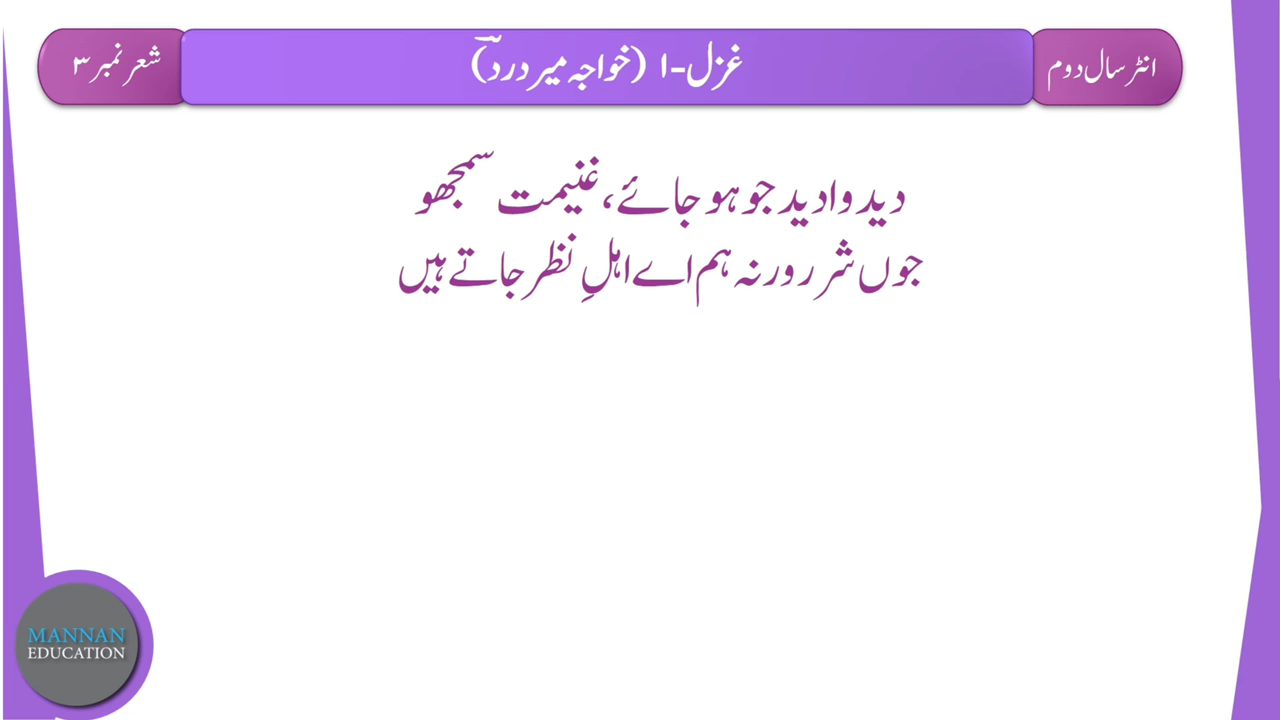 انٹر سال دوم
غزل-۱ (خواجہ میر دردؔ)
شعر نمبر ۳
دید وادید جو ہو جائے، غنیمت سمجھو
جوں شرر ورنہ ہم اے اہلِ نظر جاتے ہیں
MANNAN
EDUCATION